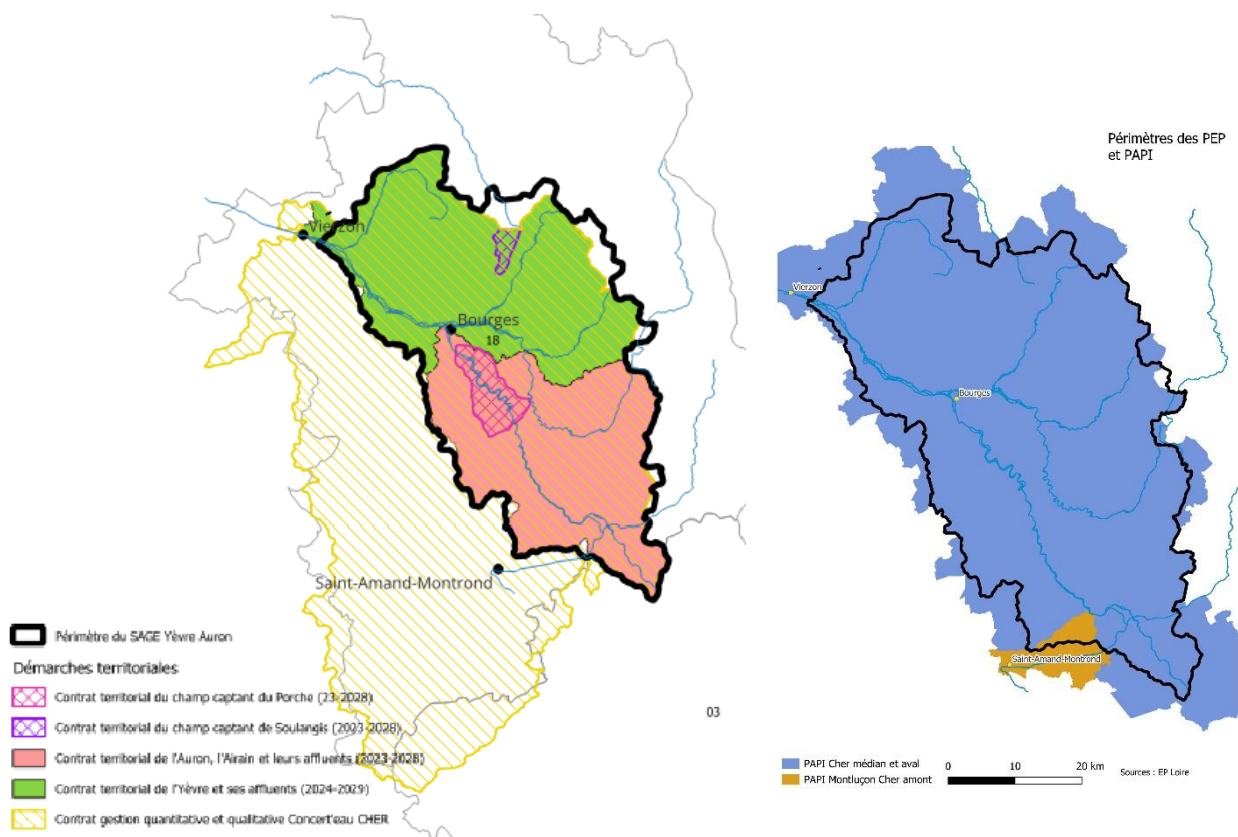 Vierzon
Bourges
18
Saint-Amand-Montrond
03
Périmètre du SAGE Yèvre Auron
Démarches territoriales
Contrat territorial du champ captant du Porche (23-2028)
Contrat territorial du champ captant de Soulangis (2023-2028)
Contrat territorial de l'Auron, l'Airain et leurs affluents (2023-2028)
Contrat territorial de l'Yèvre et ses affluents (2024-2029)
Contrat gestion quantitative et qualitative Concert'eau CHER
Périmètres des PEP
et PAPI
Vierzon
Bourges
Saint-Amand-Montrond
PAPI Cher médian et aval
PAPI Montluçon Cher amont
0 10 20 km
Sources : EP Loire